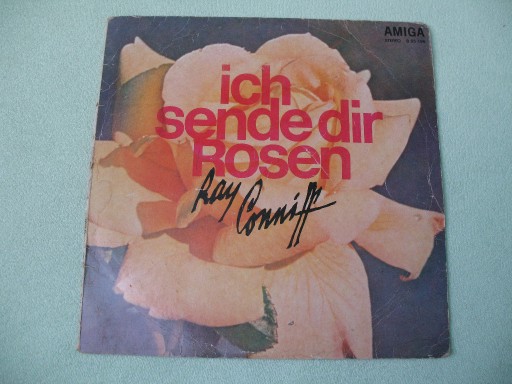 AMIGA
STEREO
ich
sende dir
Rosen
Ray
Conniff